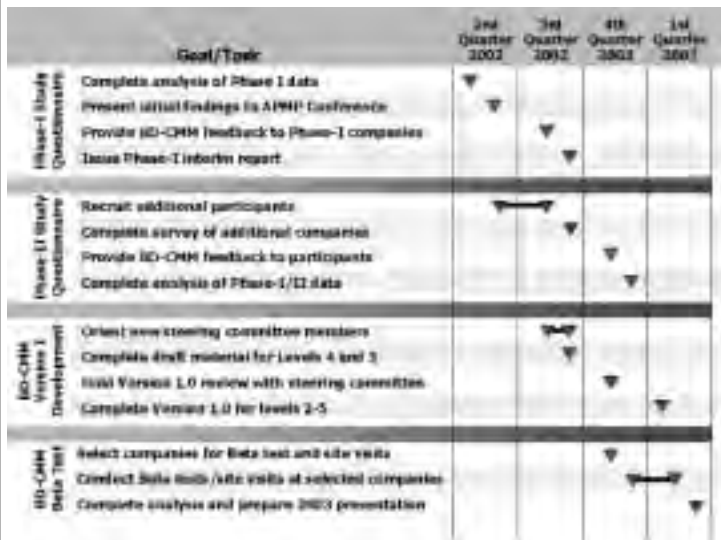 2nd Quarter 2002
3rd Quarter 2002
4th Quarter 2002
1st Quarter 2003
Goal/Task
Phase-I Study Questionnaire
Complete analysis of Phase I data
Present initial findings to APMP Conference
Provide BD-CMM feedback to Phase-I companies
Issue Phase-I interim report
Phase-II Study Questionnaire
Recruit additional participants
Complete survey of additional companies
Provide BD-CMM feedback to participants
Complete analysis of Phase-I/II data
BD-CMM Version 1 Development
Orient new steering committee members
Complete draft material for Levels 4 and 5
Hold Version 1.0 review with steering committee
Complete Version 1.0 for levels 2-5
BD-CMM Beta Test
Select companies for Beta test and site visits
Conduct Beta tests/site visits at selected companies
Complete analysis and prepare 2003 presentation